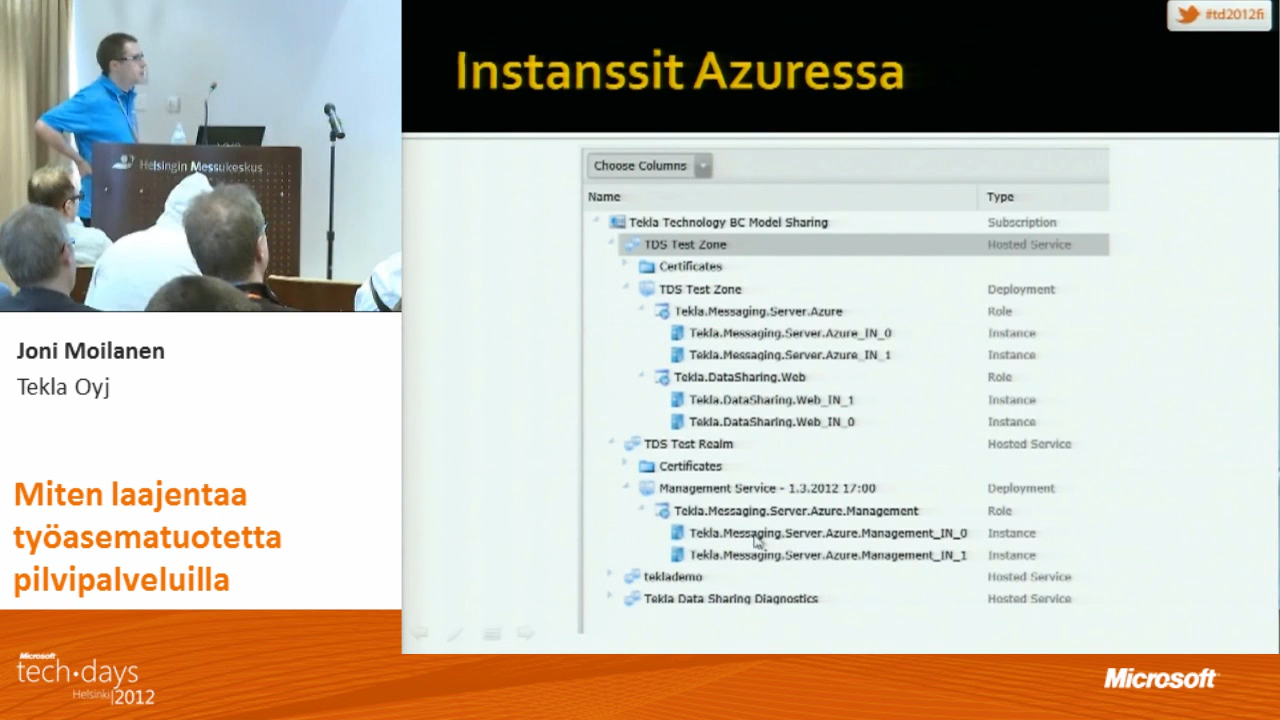 #td2012fi
Instanssit Azuressa
Helsingin Messukeskus
Choose Columns
Name Type
Tekla Technology BC Model Sharing Subscription
TDS Test Zone Hosted Service
Certificates
TDS Test Zone Deployment
Tekla.Messaging.Server.Azure Role
Tekla.Messaging.Server.Azure_IN_0 Instance
Tekla.Messaging.Server.Azure_IN_1 Instance
Tekla.DataSharing.Web Role
Tekla.DataSharing.Web_IN_1 Instance
Tekla.DataSharing.Web_IN_0 Instance
TDS Test Realm Hosted Service
Certificates
Management Service - 1.3.2012 17:00 Deployment
Tekla.Messaging.Server.Azure.Management Role
Tekla.Messaging.Server.Azure.Management_IN_0 Instance
Tekla.Messaging.Server.Azure.Management_IN_1 Instance
tekladem​o Hosted Service
Tekla Data Sharing Diagnostics Hosted Service
Joni Moilanen
Tekla Oyj
Miten laajentaa
työasematuotetta
pilvipalveluilla
Microsoft
tech·days
Helsinki|2012
Microsoft